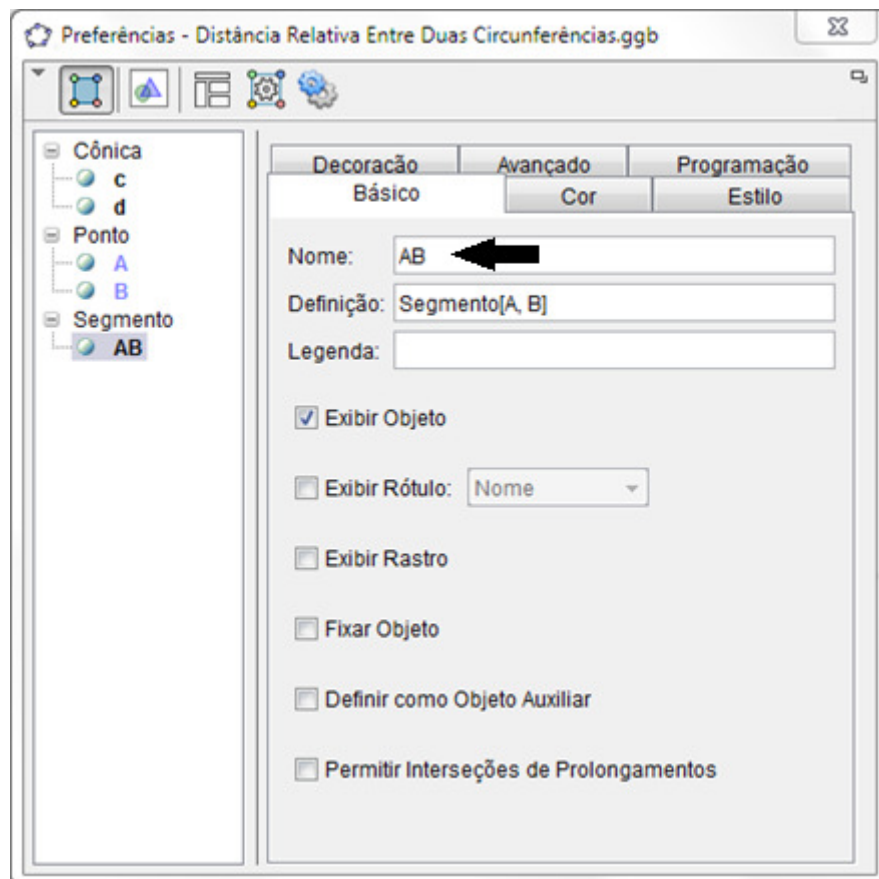 Preferências - Distância Relativa Entre Duas Circunferências.ggb
Cônica
c
d
Ponto
A
B
Segmento
AB
Decoração Avançado Programação
Básico Cor Estilo
Nome: AB
Definição: Segmento[A, B]
Legenda:
Exibir Objeto
Exibir Rótulo: Nome
Exibir Rastro
Fixar Objeto
Definir como Objeto Auxiliar
Permitir Interseções de Prolongamentos